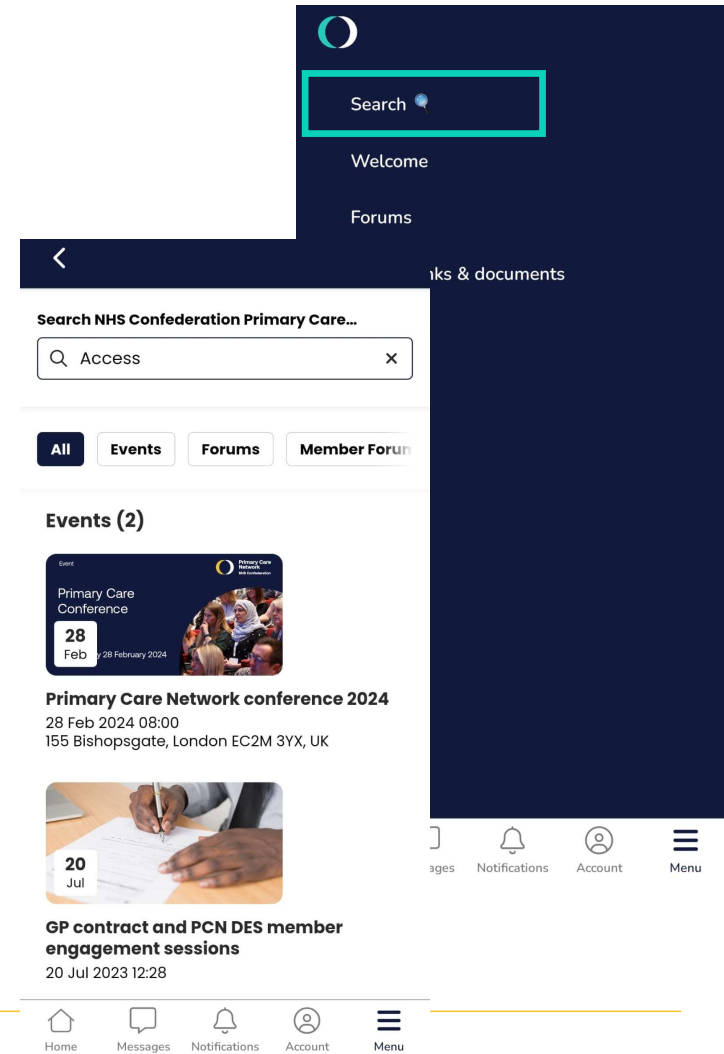 Search
Welcome
Forums
& documents
Search NHS Confederation Primary Care...
Access
All
Events
Forums
Member Forum
Events (2)
Event
Primary Care
Network
NHS Confederation
Primary Care
Conference
28
Feb
28 February 2024
Primary Care Network conference 2024
28 Feb 2024 08:00
155 Bishopsgate, London EC2M 3YX, UK
20
Jul
GP contract and PCN DES member
engagement sessions
20 Jul 2023 12:28
Home
Messages
Notifications
Account
Menu
Notifications
Account
Menu